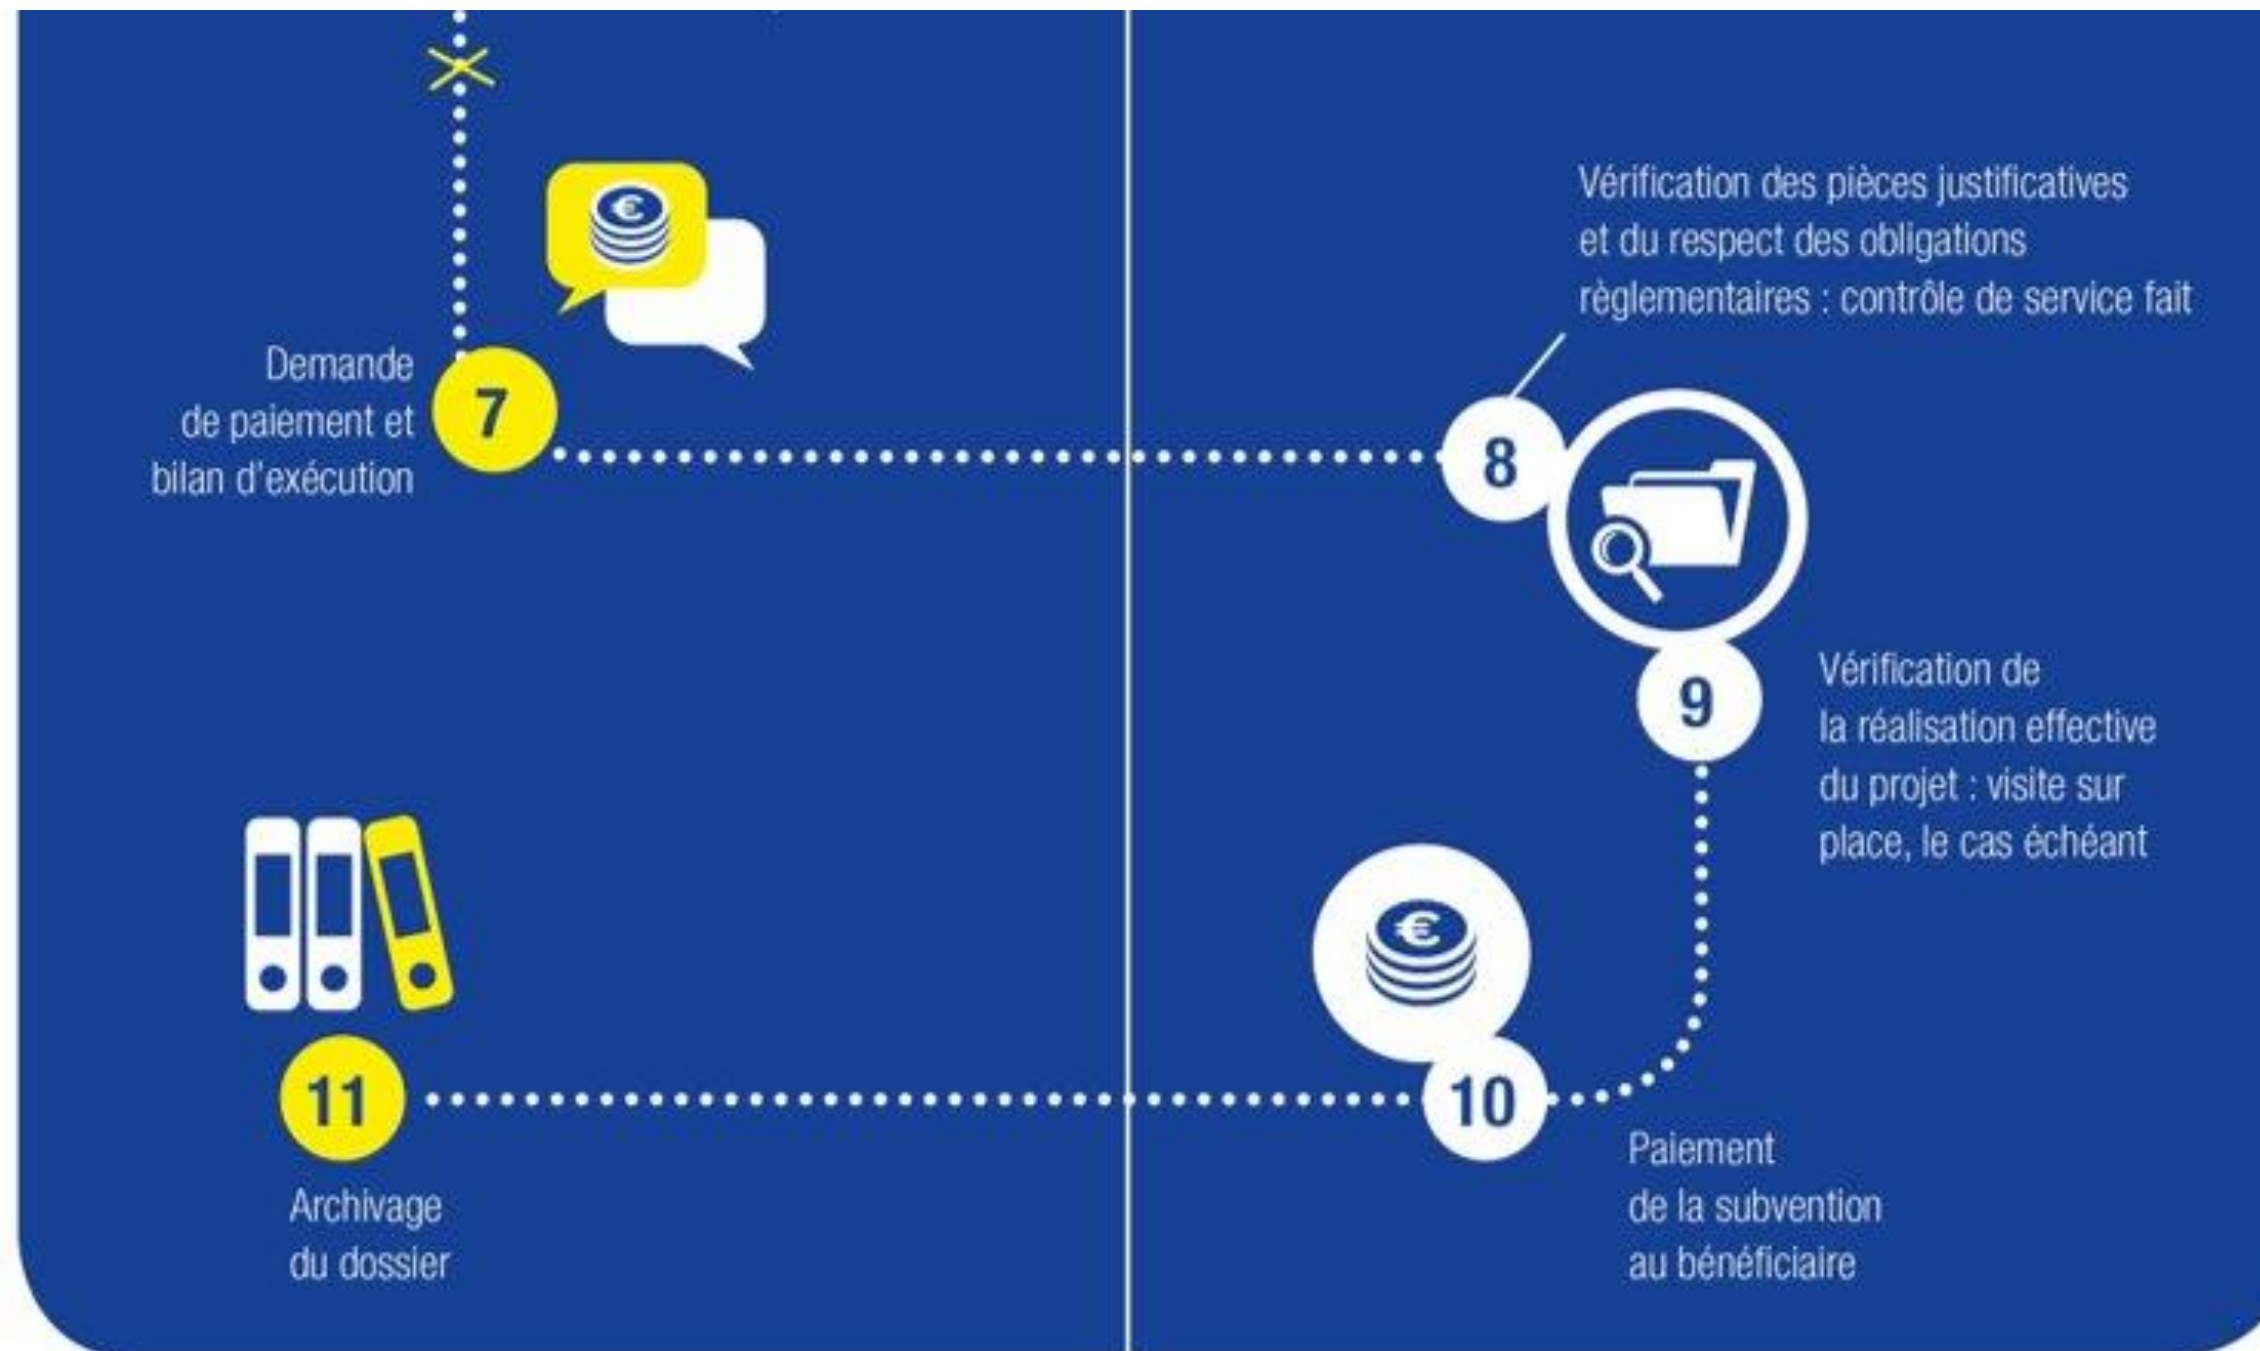 Demande
de paiement et
bilan d'exécution
7
Vérification des pièces justificatives
et du respect des obligations
règlementaires : contrôle de service fait
8
9
Vérification de
la réalisation effective
du projet : visite sur
place, le cas échéant
€
€
10
Paiement
de la subvention
au bénéficiaire
11
Archivage
du dossier